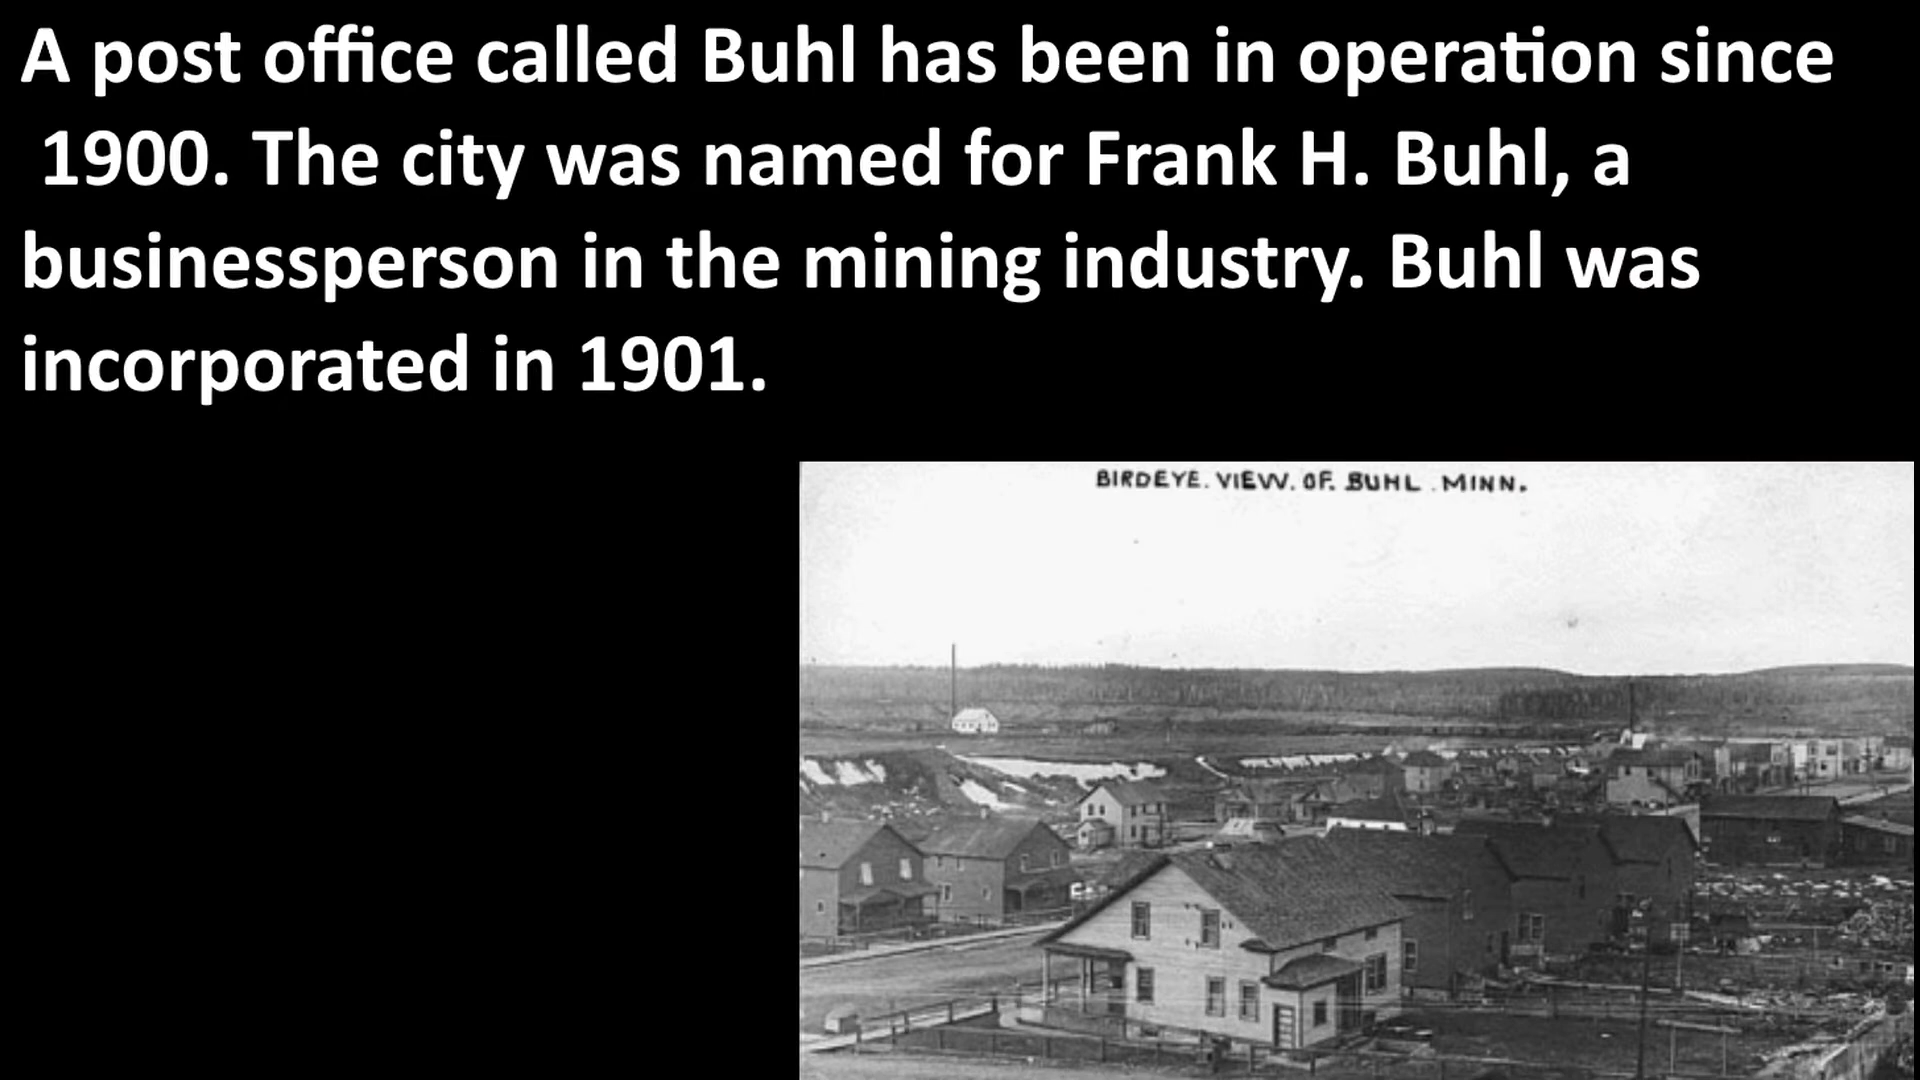 A post office called Buhl has been in operation since
1900. The city was named for Frank H. Buhl, a
businessperson in the mining industry. Buhl was
incorporated in 1901.
BIRDEYE. VIEW. OF. BUHL. MINN.